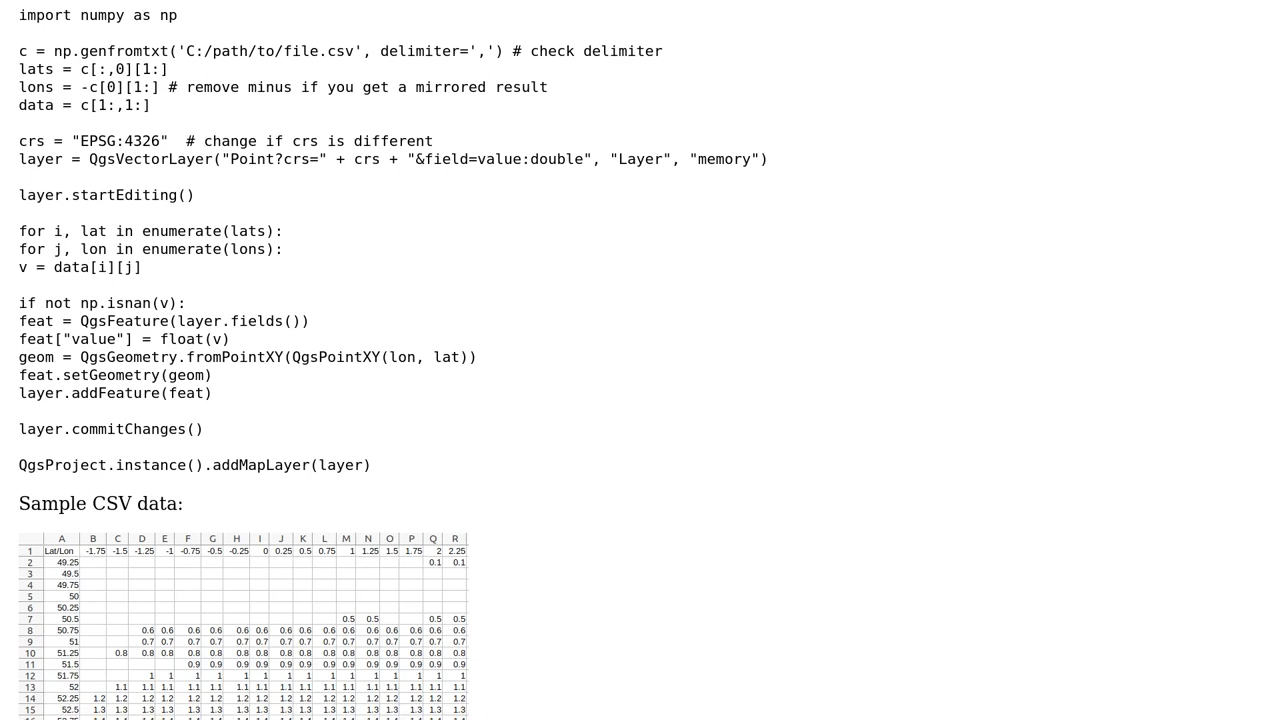 import numpy as np
c = np.genfromtxt('C:/path/to/file.csv', delimiter=',') # check delimiter
lats = c[:,0][1:]
lons = -c[0][1:] # remove minus if you get a mirrored result
data = c[1:,1:]
crs = "EPSG:4326"  # change if crs is different
layer = QgsVectorLayer("Point?crs=" + crs + "&field=value:double", "Layer", "memory")
layer.startEditing()
for i, lat in enumerate(lats):
for j, lon in enumerate(lons):
v = data[i][j]
if not np.isnan(v):
feat = QgsFeature(layer.fields())
feat["value"] = float(v)
geom = QgsGeometry.fromPointXY(QgsPointXY(lon, lat))
feat.setGeometry(geom)
layer.addFeature(feat)
layer.commitChanges()
QgsProject.instance().addMapLayer(layer)
Sample CSV data:
A B C D E F G H I J K L M N O P Q R
1 Lat/Lon -1.75 -1.5 -1.25 -1 -0.75 -0.5 -0.25 0 0.25 0.5 0.75 1 1.25 1.5 1.75 2 2.25
2 49.25 0.1 0.1
3 49.5
4 49.75
5 50
6 50.25
7 50.5 0.5 0.5 0.5 0.5
8 50.75 0.6 0.6 0.6 0.6 0.6 0.6 0.6 0.6 0.6 0.6 0.6 0.6 0.6 0.6 0.6
9 51 0.7 0.7 0.7 0.7 0.7 0.7 0.7 0.7 0.7 0.7 0.7 0.7 0.7 0.7 0.7
10 51.25 0.8 0.8 0.8 0.8 0.8 0.8 0.8 0.8 0.8 0.8 0.8 0.8 0.8 0.8 0.8 0.8
11 51.5 0.9 0.9 0.9 0.9 0.9 0.9 0.9 0.9 0.9 0.9 0.9 0.9 0.9
12 51.75 1 1 1 1 1 1 1 1 1 1 1 1 1 1 1
13 52 1.1 1.1 1.1 1.1 1.1 1.1 1.1 1.1 1.1 1.1 1.1 1.1 1.1 1.1 1.1 1.1
14 52.25 1.2 1.2 1.2 1.2 1.2 1.2 1.2 1.2 1.2 1.2 1.2 1.2 1.2 1.2 1.2 1.2 1.2
15 52.5 1.3 1.3 1.3 1.3 1.3 1.3 1.3 1.3 1.3 1.3 1.3 1.3 1.3 1.3 1.3 1.3 1.3